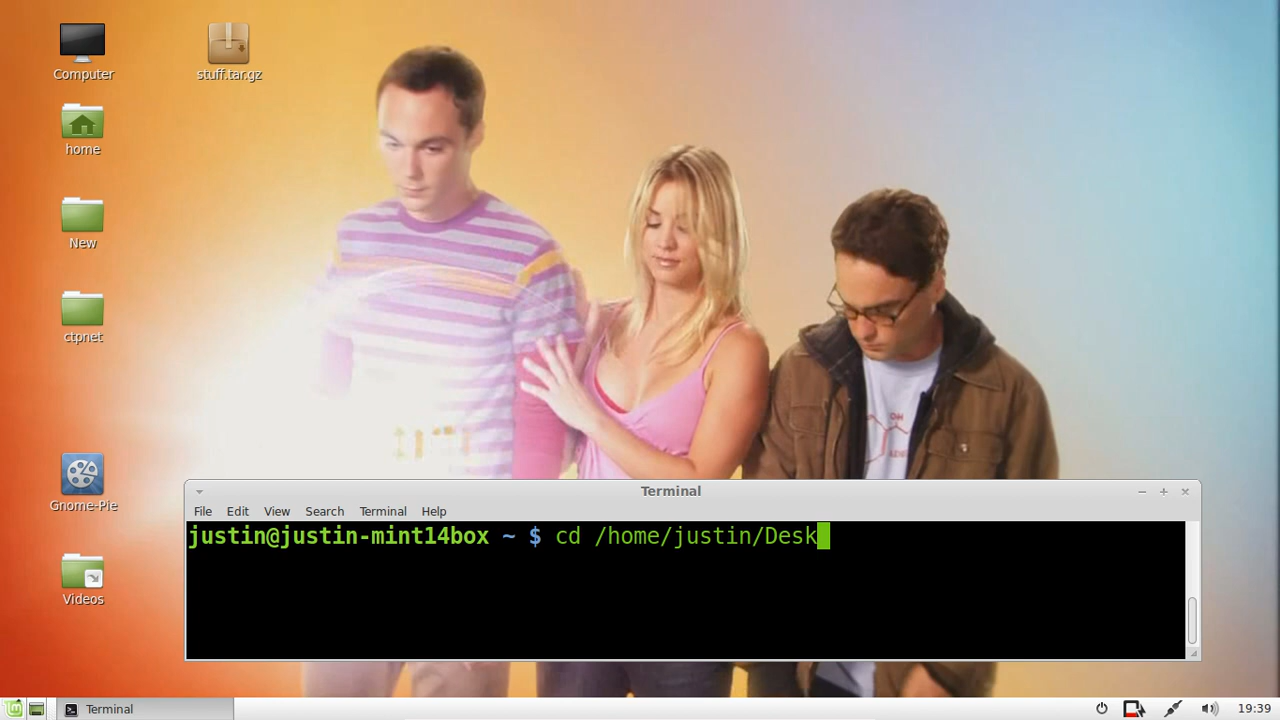 Computer
stuff.tar.gz
home
New
ctpnet
OH
Gnome-Pie
Videos
Terminal
File Edit View Search Terminal Help
justin@justin-mint14box ~ $ cd /home/justin/Desk
Terminal
19:39